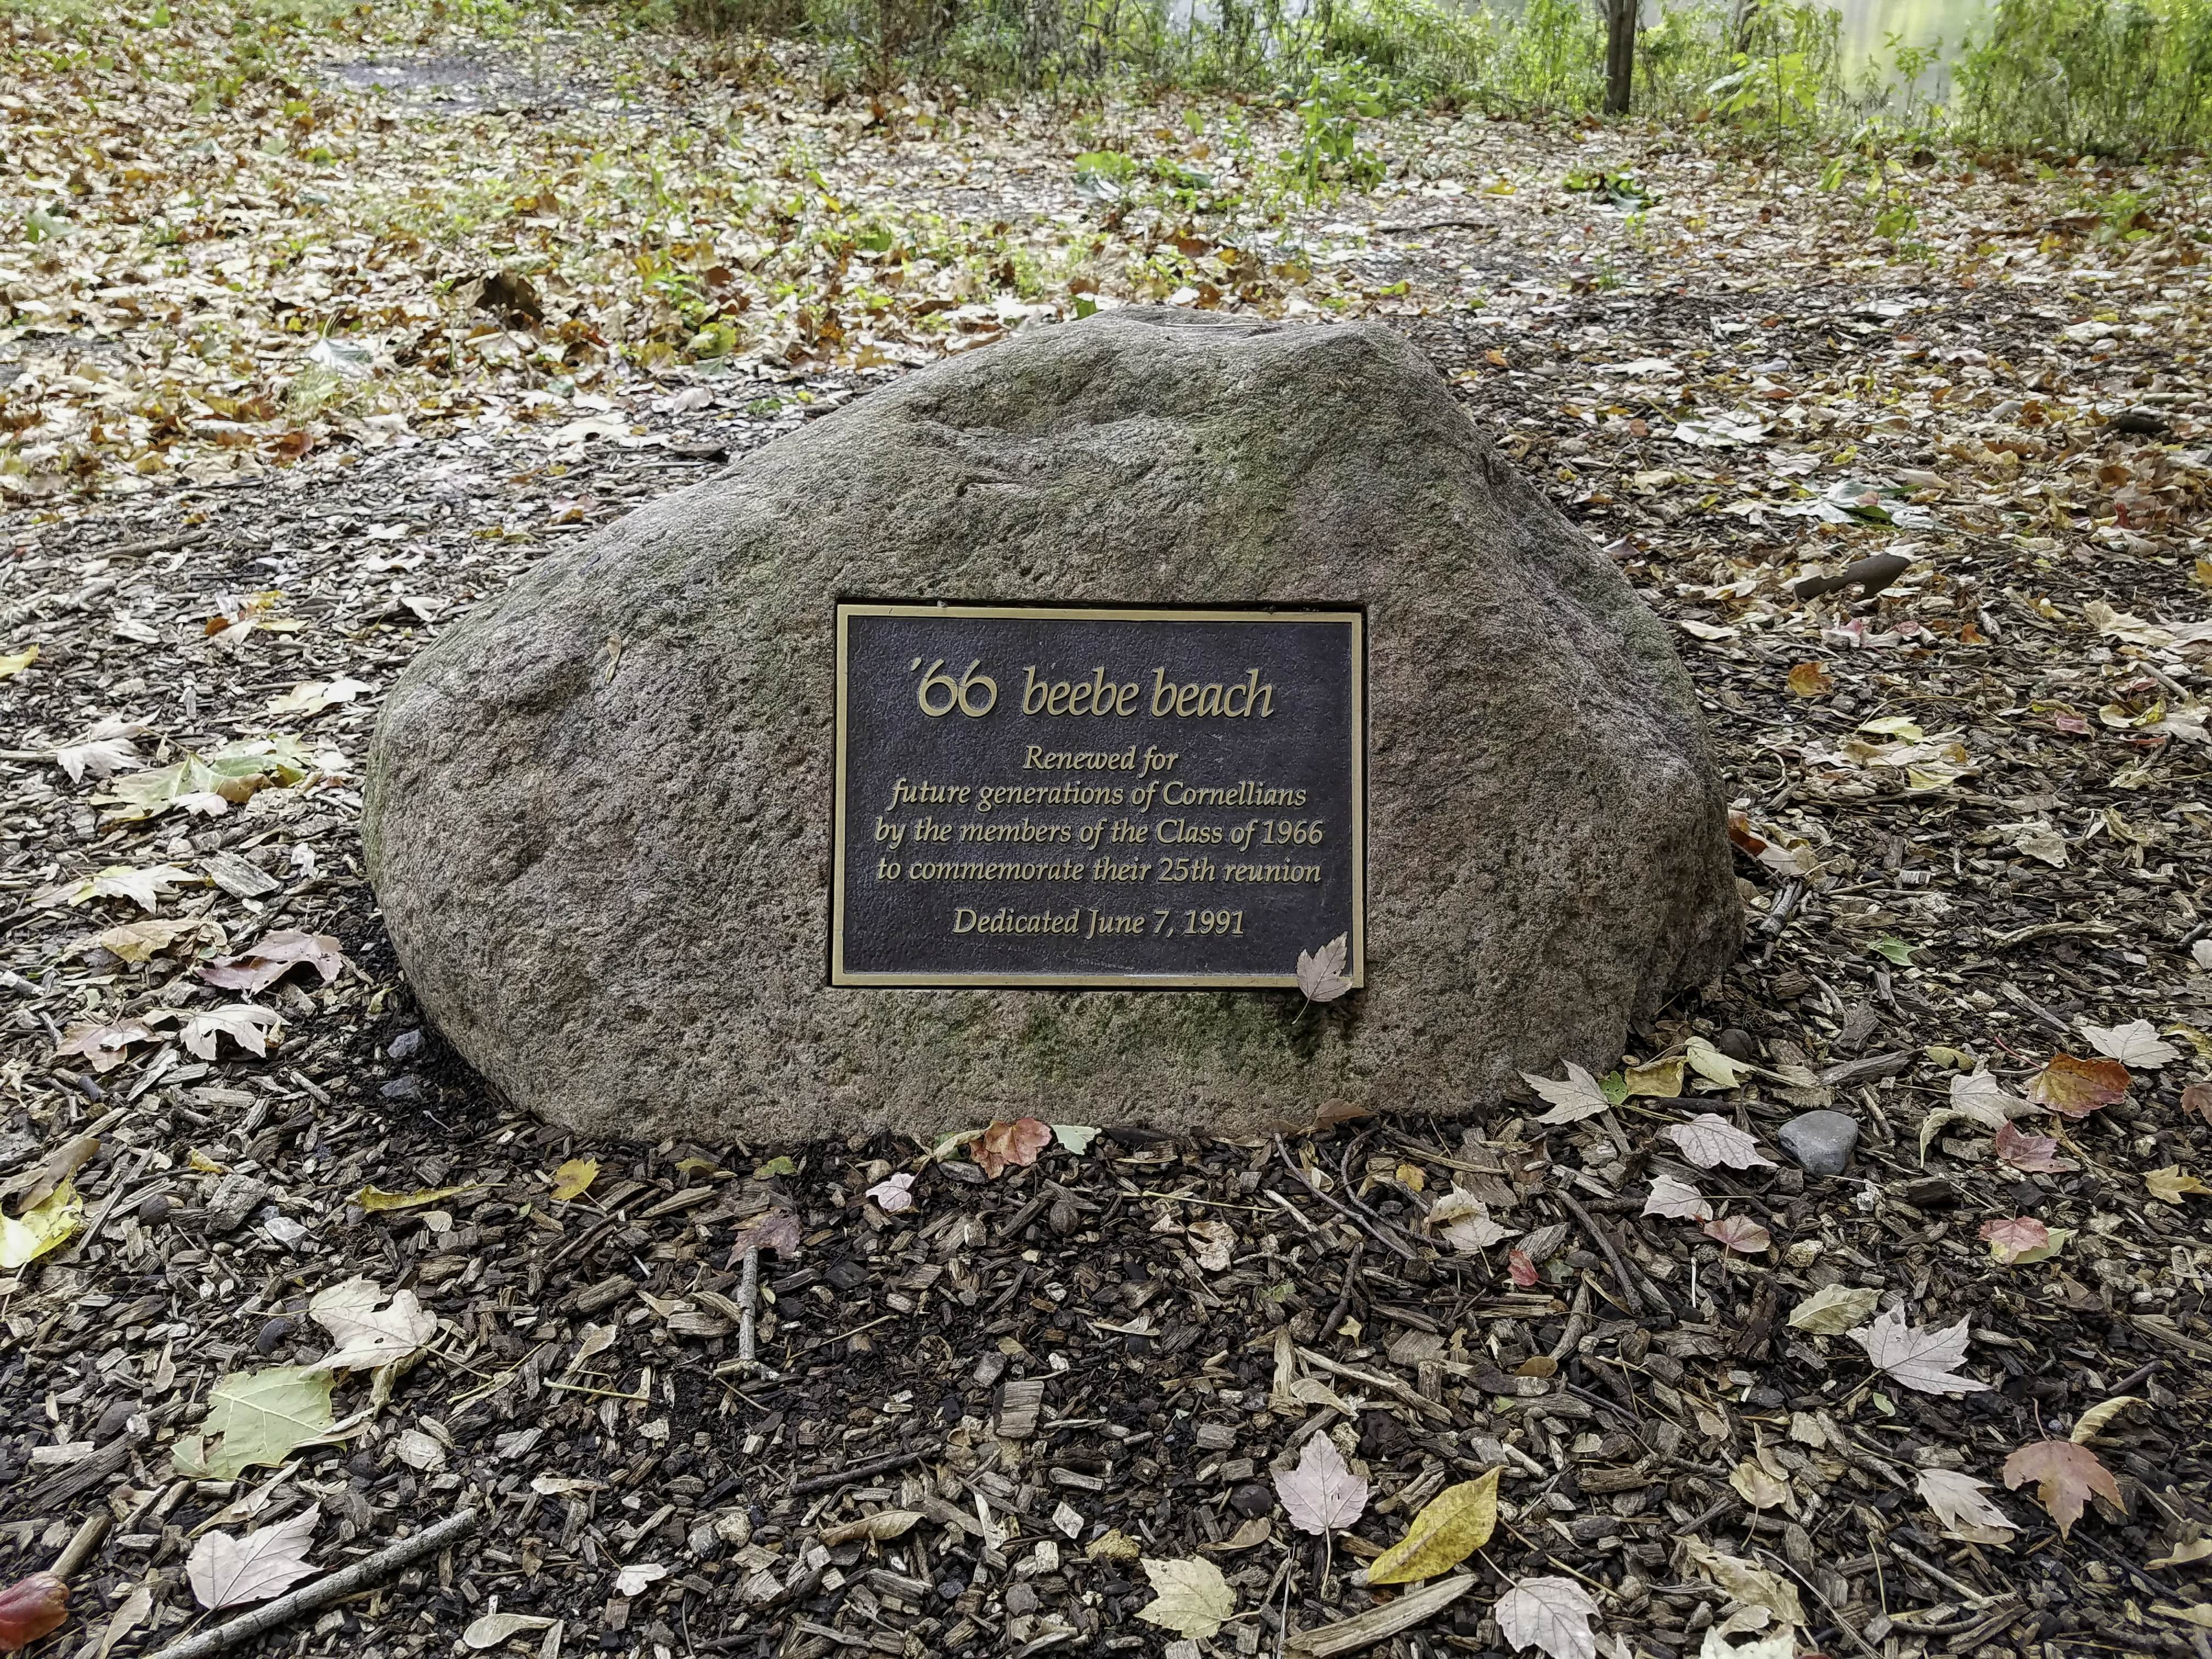 '66 beebe beach
Renewed for
future generations of Cornellians
by the members of the Class of 1966
to commemorate their 25th reunion
Dedicated June 7, 1991